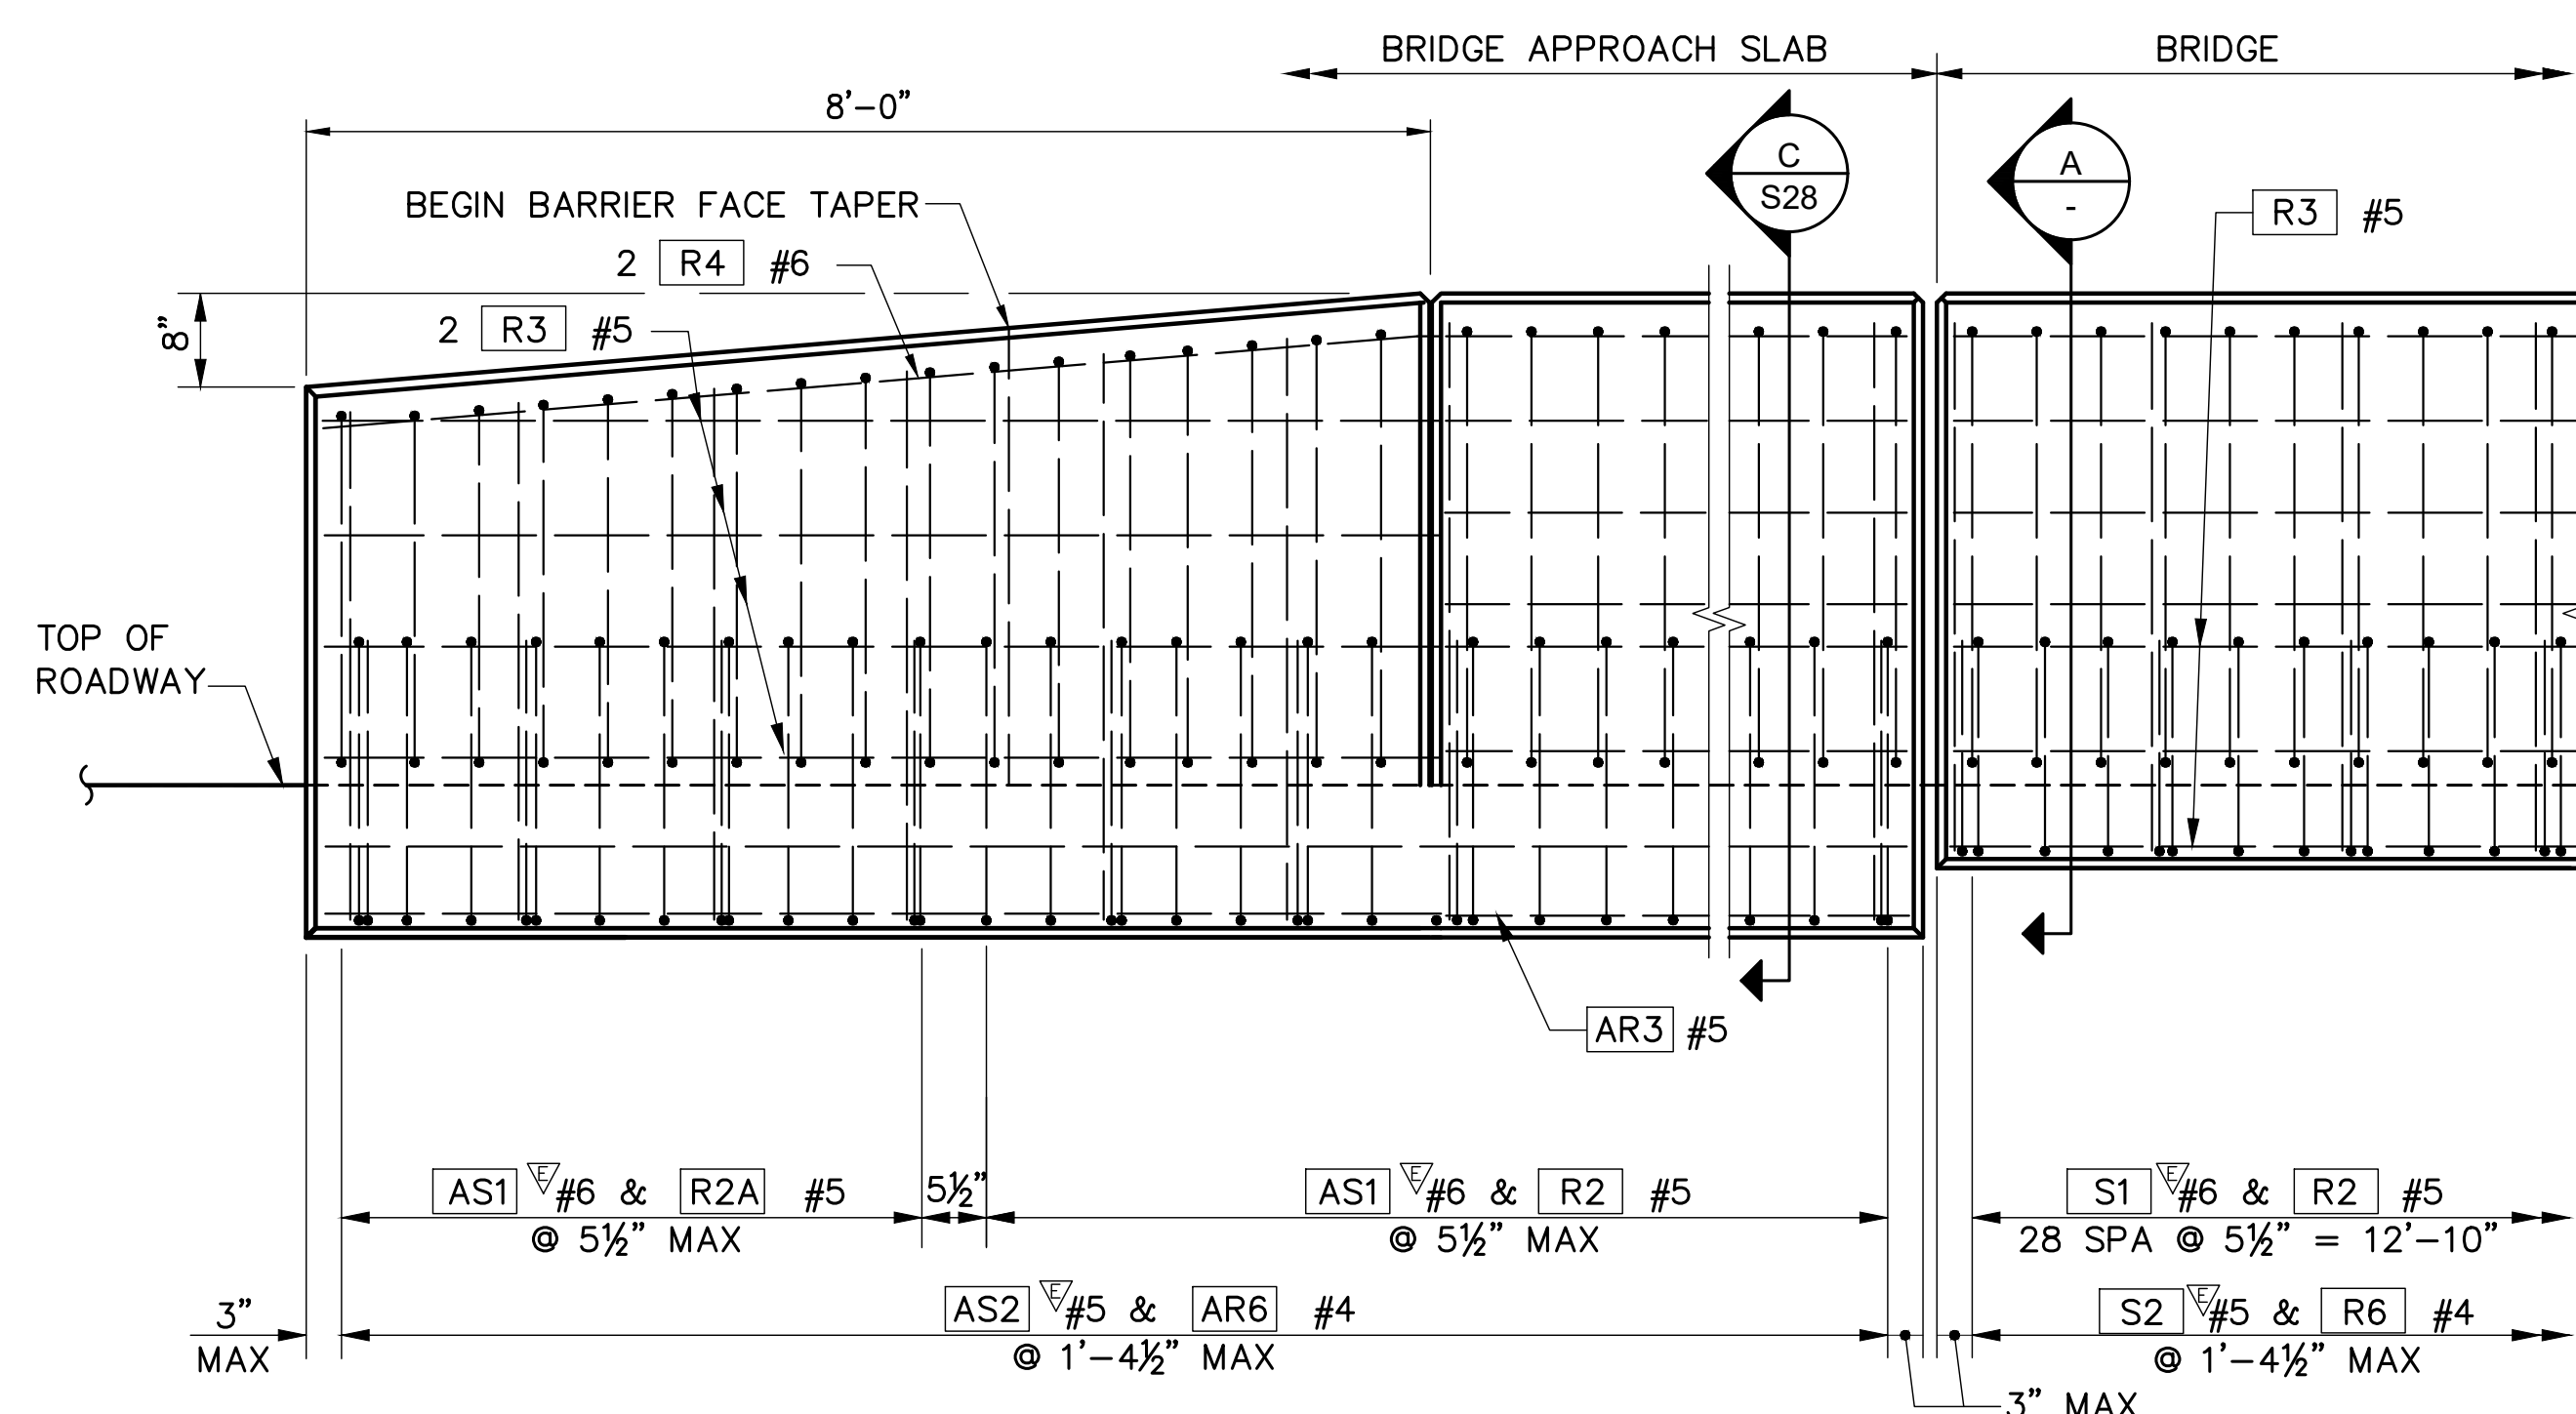 BRIDGE APPROACH SLAB
BRIDGE
8'-0"
C
S28
A
-
BEGIN BARRIER FACE TAPER
R3 #5
2 R4 #6
8"
2 R3 #5
TOP OF
ROADWAY
AR3 #5
AS1 E #6 & R2A #5
@ 5½" MAX
5½"
AS1 E #6 & R2 #5
@ 5½" MAX
S1 E #6 & R2 #5
28 SPA @ 5½" = 12'-10"
3"
MAX
AS2 E #5 & AR6 #4
@ 1'-4½" MAX
S2 E #5 & R6 #4
@ 1'-4½" MAX
3" MAX